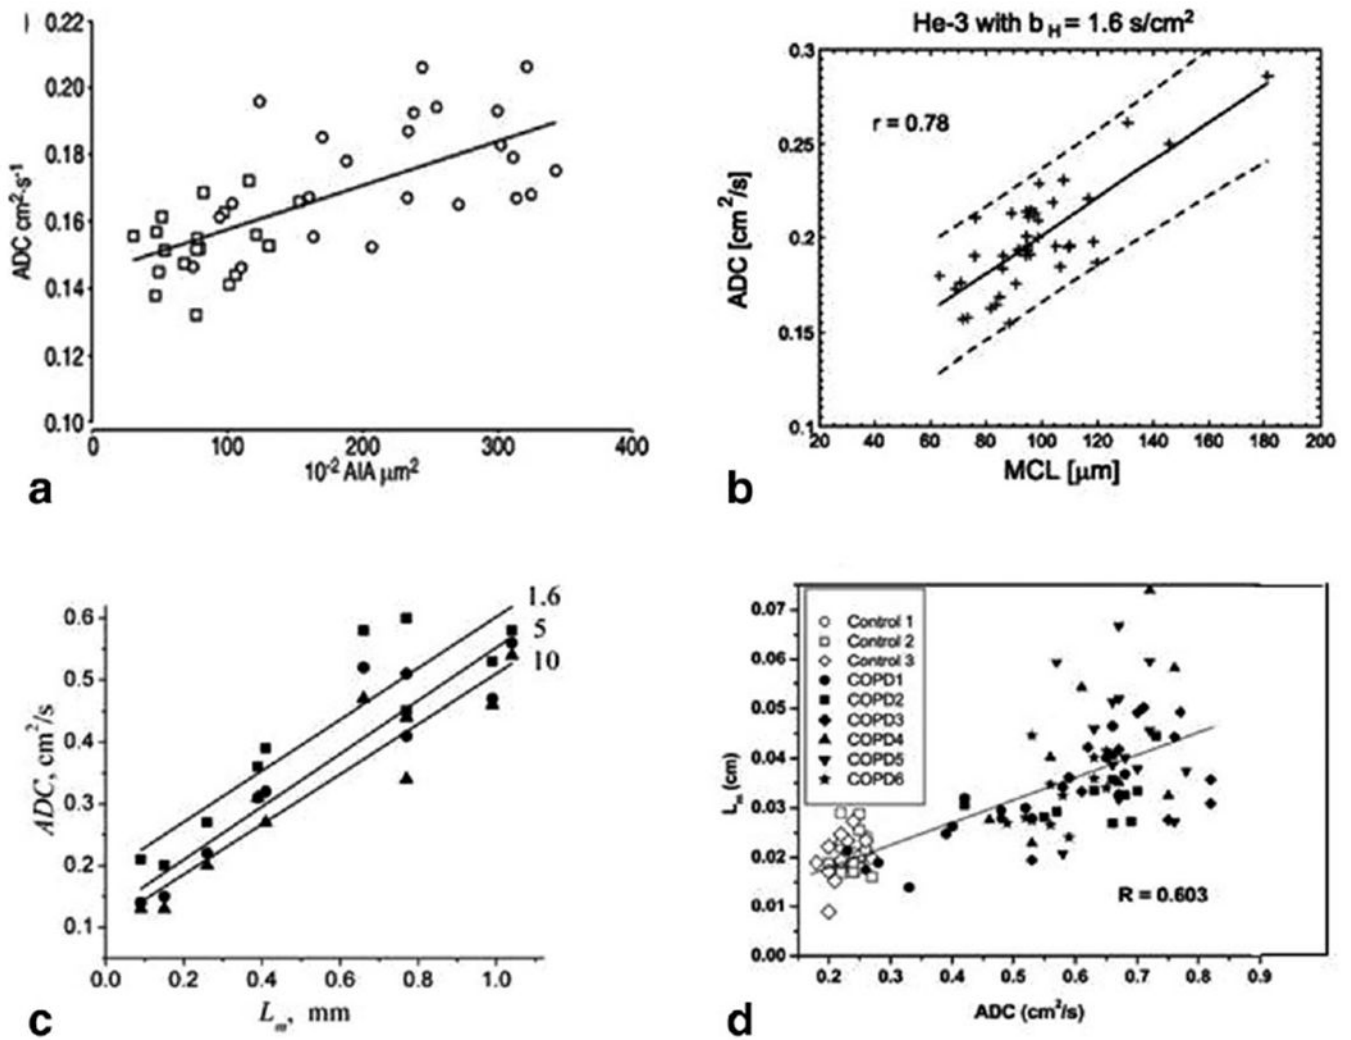 0.22
0.20
0.18
0.16
0.14
0.12
0.10
ADC cm²·s⁻¹
0 100 200 300 400
10⁻² AIA µm²
a
He-3 with b H = 1.6 s/cm²
0.3
0.25
0.2
0.15
0.1
ADC [cm²/s]
r = 0.78
20 40 60 80 100 120 140 160 180 200
MCL [µm]
b
0.6
0.5
0.4
0.3
0.2
0.1
ADC, cm²/s
1.6
5
10
0.0 0.2 0.4 0.6 0.8 1.0
Lm, mm
c
0.07
0.06
0.05
0.04
0.03
0.02
0.01
0.00
Lm (cm)
Control 1
Control 2
Control 3
COPD1
COPD2
COPD3
COPD4
COPD5
COPD6
R = 0.603
0.2 0.3 0.4 0.5 0.6 0.7 0.8 0.9
ADC (cm²/s)
d